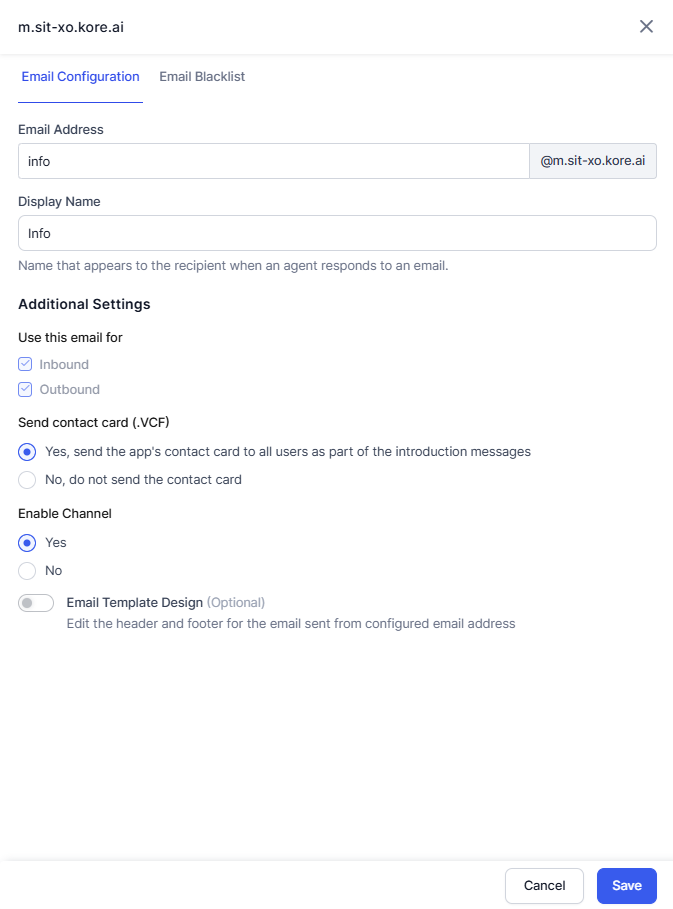 m.sit-xo.kore.ai
Email Configuration Email Blacklist
Email Address
info @m.sit-xo.kore.ai
Display Name
Info
Name that appears to the recipient when an agent responds to an email.
Additional Settings
Use this email for
Inbound
Outbound
Send contact card (.VCF)
Yes, send the app's contact card to all users as part of the introduction messages
No, do not send the contact card
Enable Channel
Yes
No
Email Template Design (Optional)
Edit the header and footer for the email sent from configured email address
Cancel Save